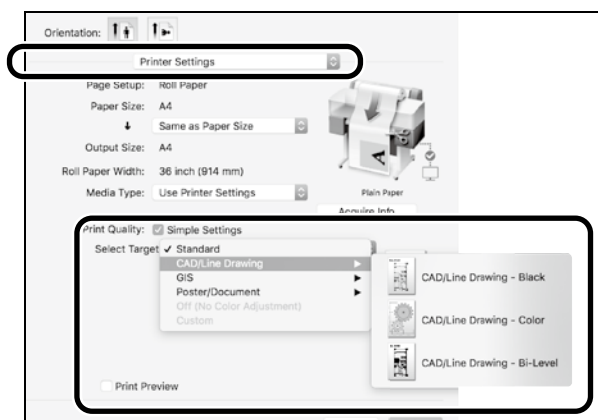 Orientation:
Printer Settings
Page Setup: Roll Paper
Paper Size: A4
Same as Paper Size
Output Size: A4
Roll Paper Width: 36 inch (914 mm)
Media Type: Use Printer Settings
Plain Paper
Acquire Info
Print Quality: Simple Settings
Select Target ✓ Standard
CAD/Line Drawing
GIS
Poster/Document
Off (No Color Adjustment)
Custom
CAD/Line Drawing - Black
CAD/Line Drawing - Color
CAD/Line Drawing - Bi-Level
Print Preview